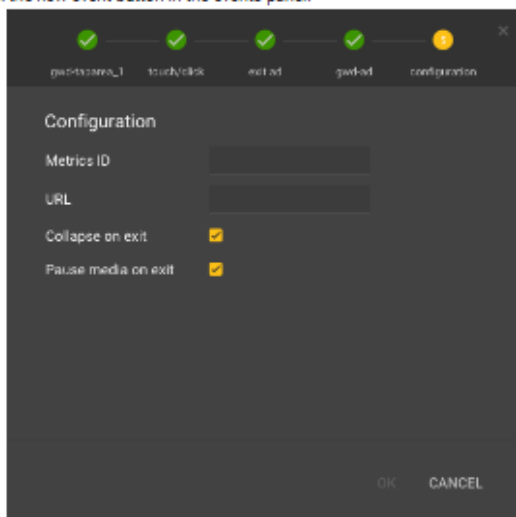 the new event button in the events panel.
gwd-taparea_1 touch/click exit ad gwd-ad configuration
5
Configuration
Metrics ID
URL
Collapse on exit
Pause media on exit
OK CANCEL